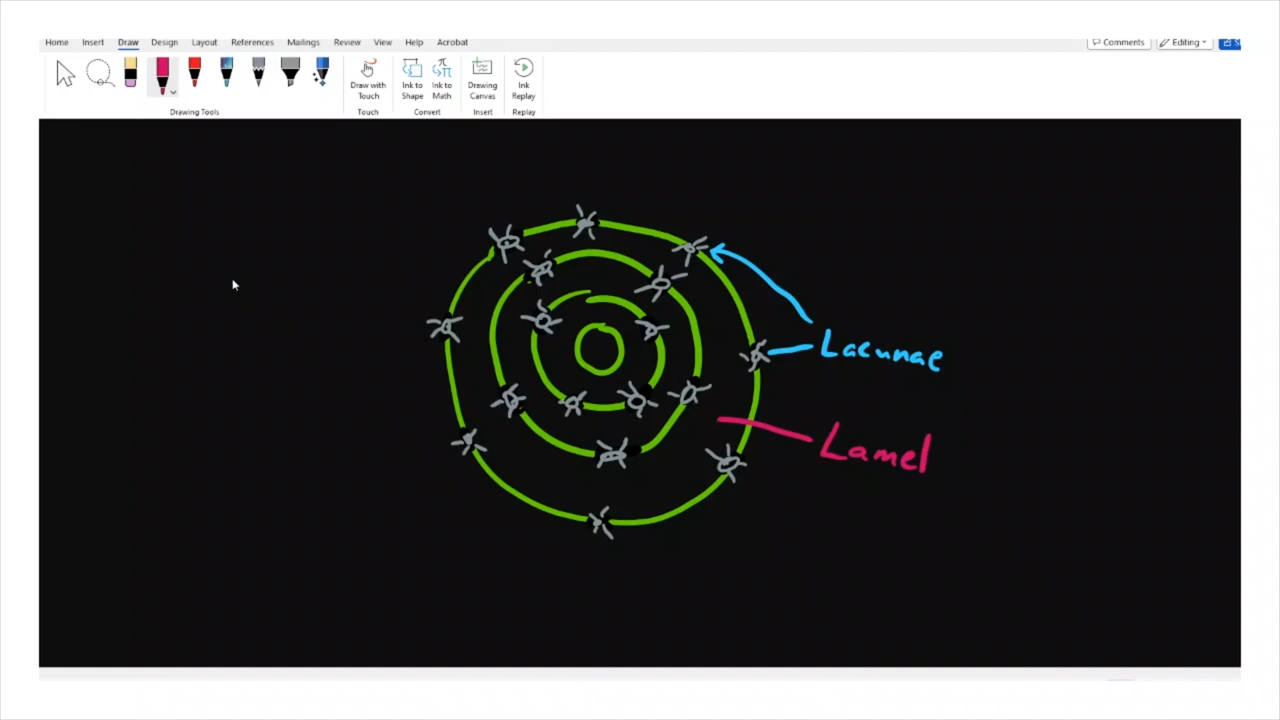 Home Insert Draw Design Layout References Mailings Review View Help Acrobat
Comments Editing
Draw with Touch
Ink to Shape
Ink to Math
Drawing Canvas
Ink Replay
Drawing Tools Touch Convert Insert Replay
Lacunae
Lamel